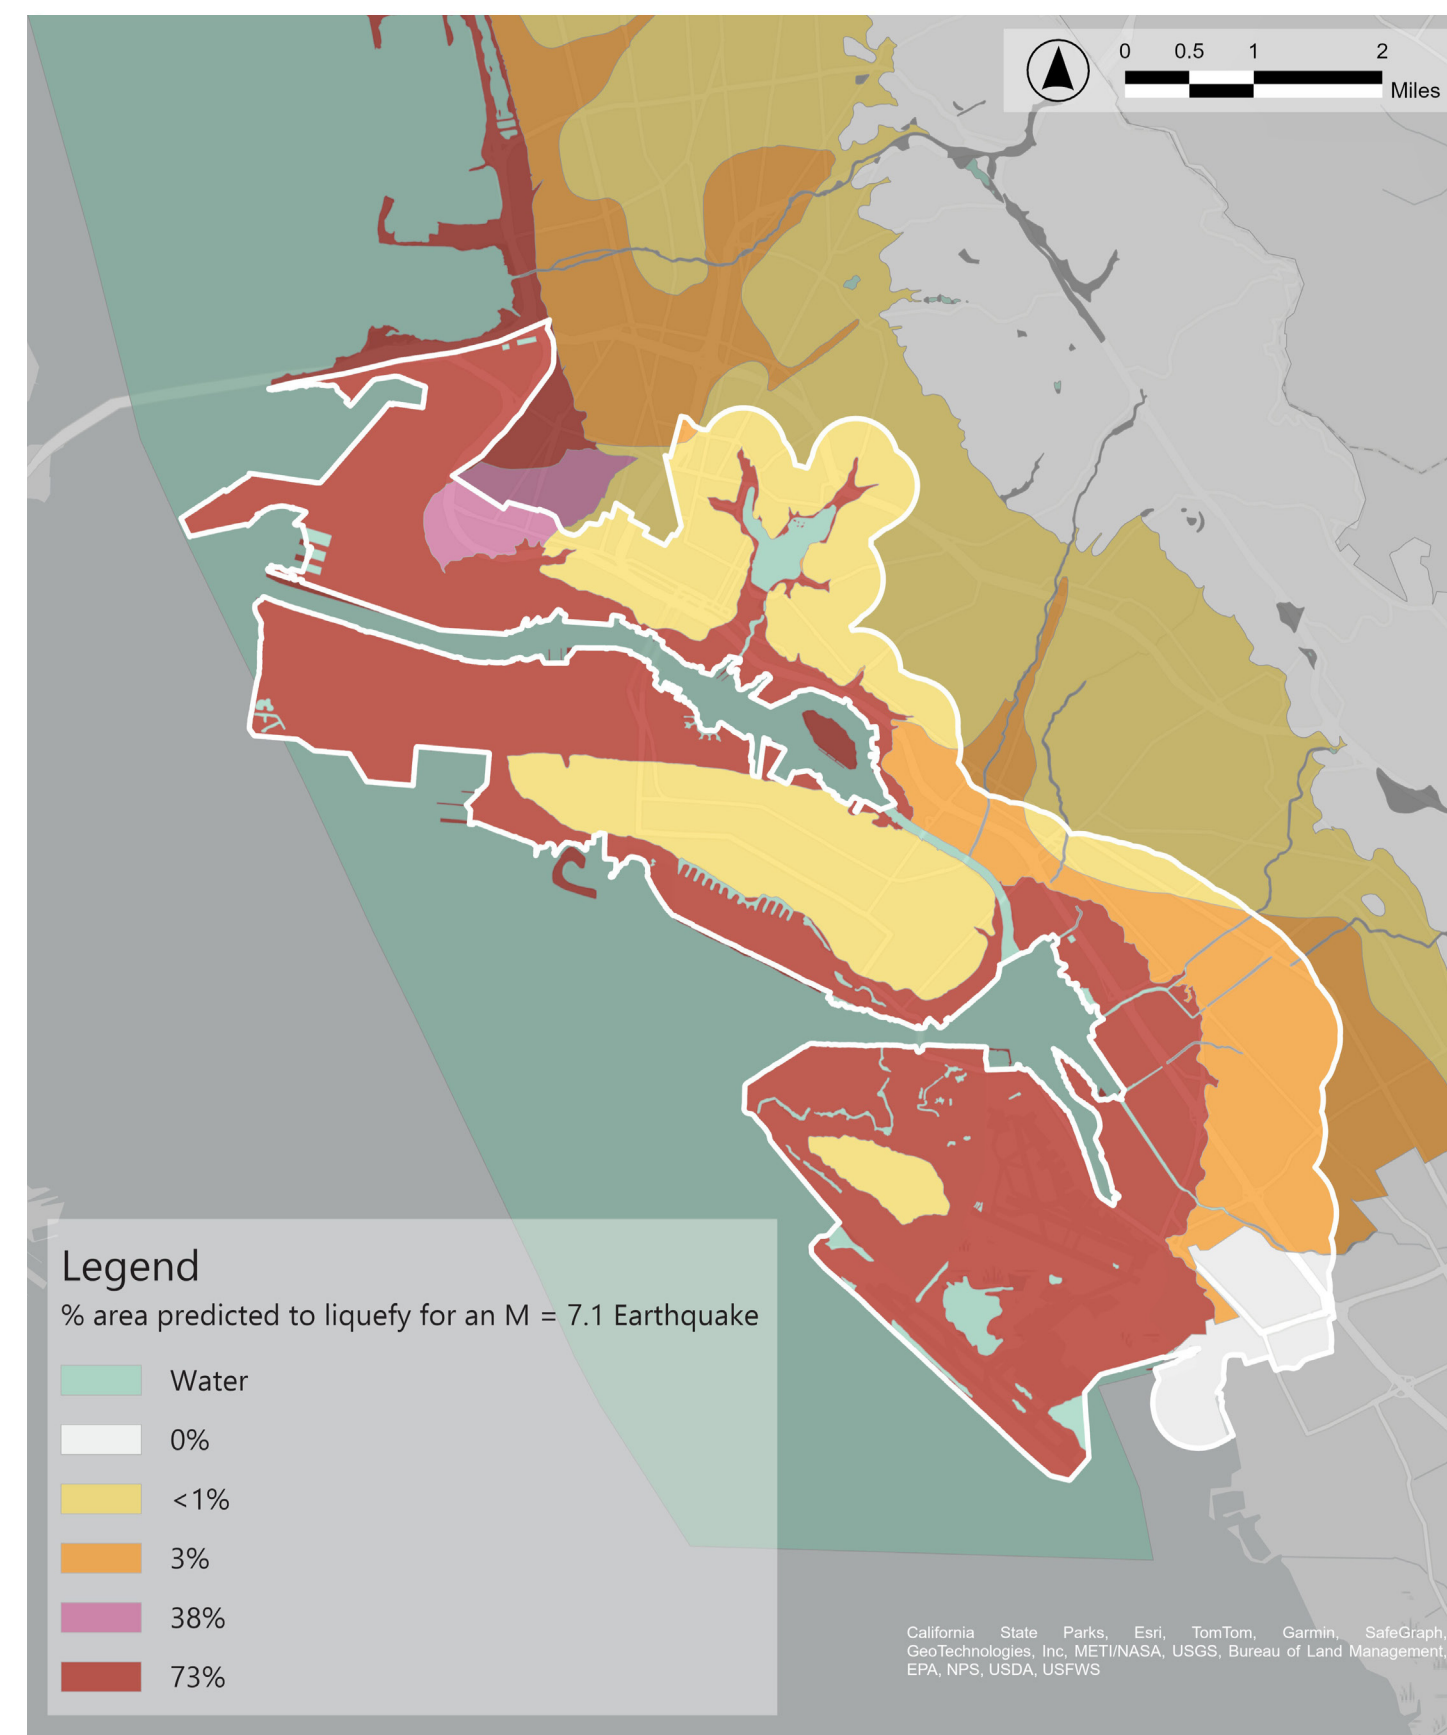 0 0.5 1 2
Miles
Legend
% area predicted to liquefy for an M = 7.1 Earthquake
Water
0%
<1%
3%
38%
73%
California State Parks, Esri, TomTom, Garmin, SafeGraph,
GeoTechnologies, Inc, METI/NASA, USGS, Bureau of Land Management,
EPA, NPS, USDA, USFWS